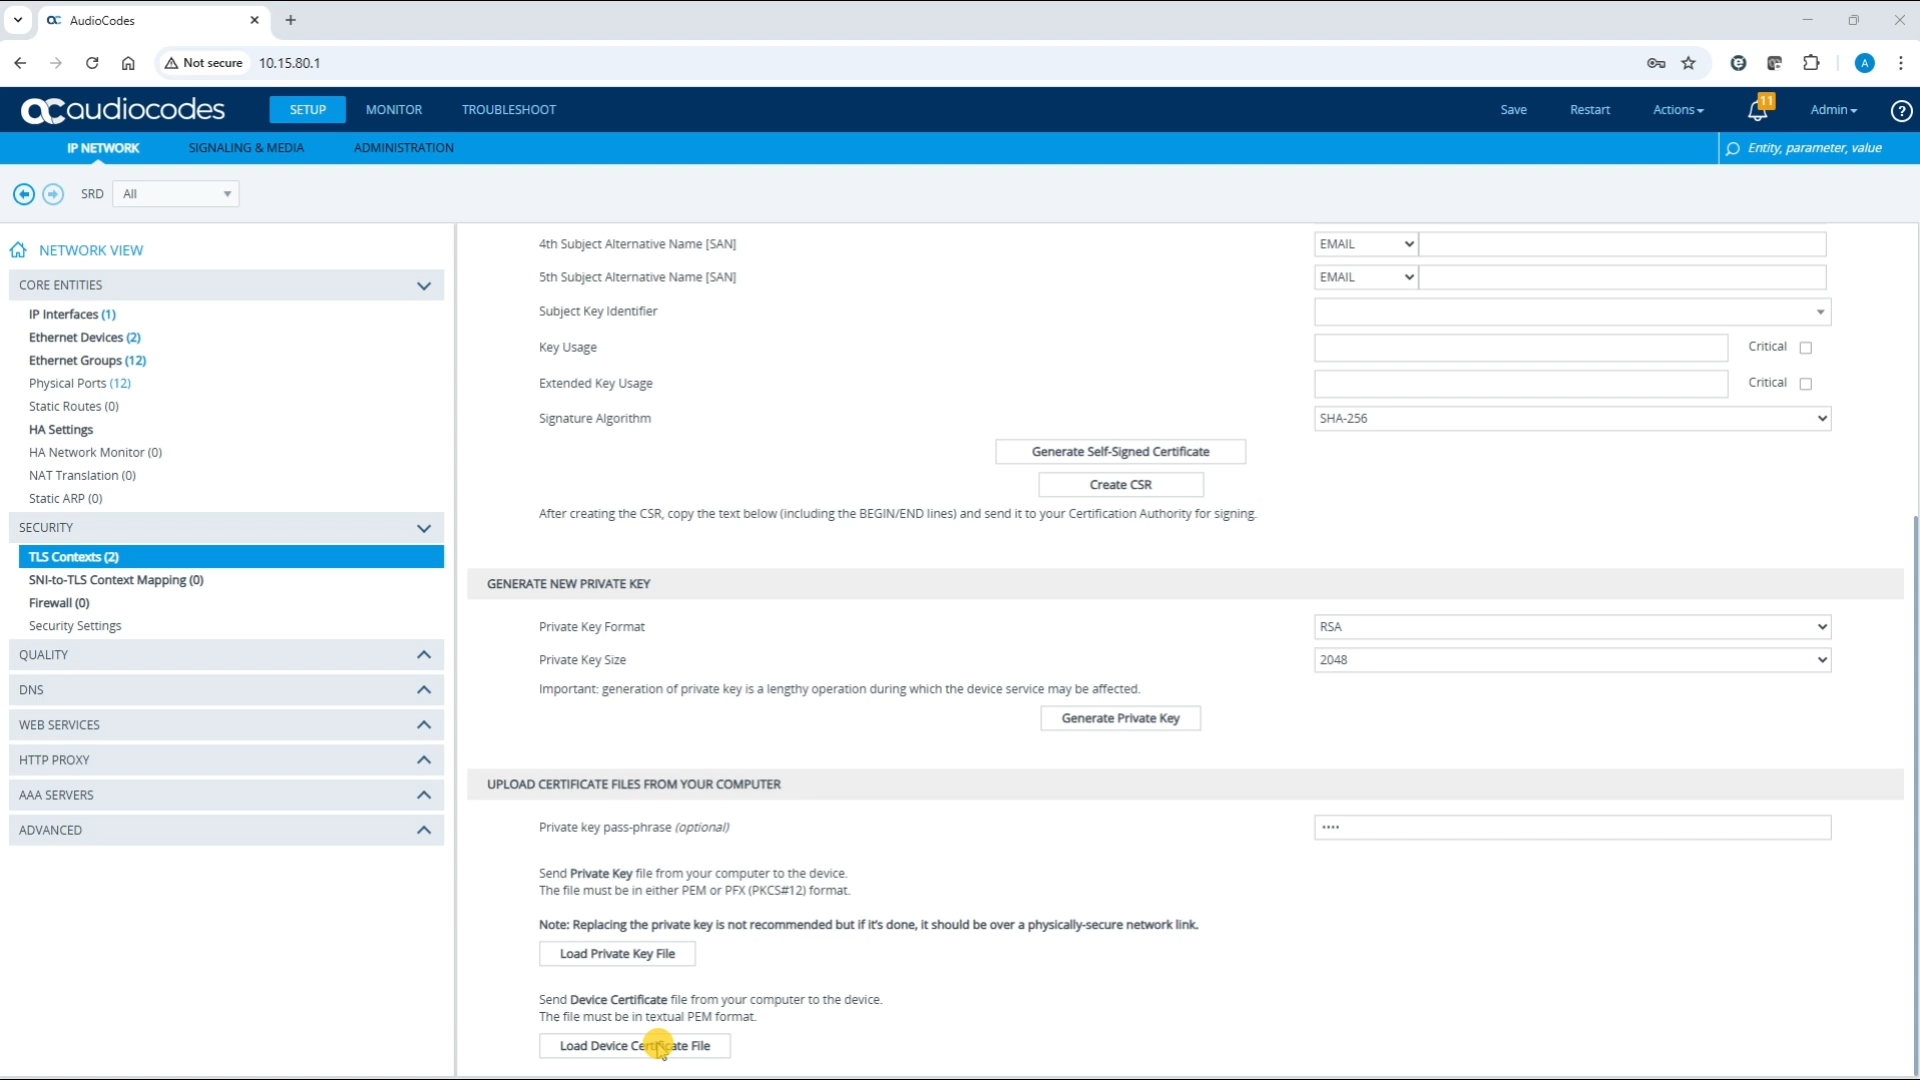 AudioCodes
Not secure
10.15.80.1
A
audiocodes
SETUP
MONITOR
TROUBLESHOOT
Save
Restart
Actions
11
Admin
?
IP NETWORK
SIGNALING & MEDIA
ADMINISTRATION
Entity, parameter, value
SRD
All
NETWORK VIEW
CORE ENTITIES
IP Interfaces (1)
Ethernet Devices (2)
Ethernet Groups (12)
Physical Ports (12)
Static Routes (0)
HA Settings
HA Network Monitor (0)
NAT Translation (0)
Static ARP (0)
SECURITY
TLS Contexts (2)
SNI-to-TLS Context Mapping (0)
Firewall (0)
Security Settings
QUALITY
DNS
WEB SERVICES
HTTP PROXY
AAA SERVERS
ADVANCED
4th Subject Alternative Name [SAN]
EMAIL
5th Subject Alternative Name [SAN]
EMAIL
Subject Key Identifier
Key Usage
Critical
Extended Key Usage
Critical
Signature Algorithm
SHA-256
Generate Self-Signed Certificate
Create CSR
After creating the CSR, copy the text below (including the BEGIN/END lines) and send it to your Certification Authority for signing.
GENERATE NEW PRIVATE KEY
Private Key Format
RSA
Private Key Size
2048
Important: generation of private key is a lengthy operation during which the device service may be affected.
Generate Private Key
UPLOAD CERTIFICATE FILES FROM YOUR COMPUTER
Private key pass-phrase (optional)
••••
Send Private Key file from your computer to the device.
The file must be in either PEM or PFX (PKCS#12) format.
Note: Replacing the private key is not recommended but if it's done, it should be over a physically-secure network link.
Load Private Key File
Send Device Certificate file from your computer to the device.
The file must be in textual PEM format.
Load Device Certificate File